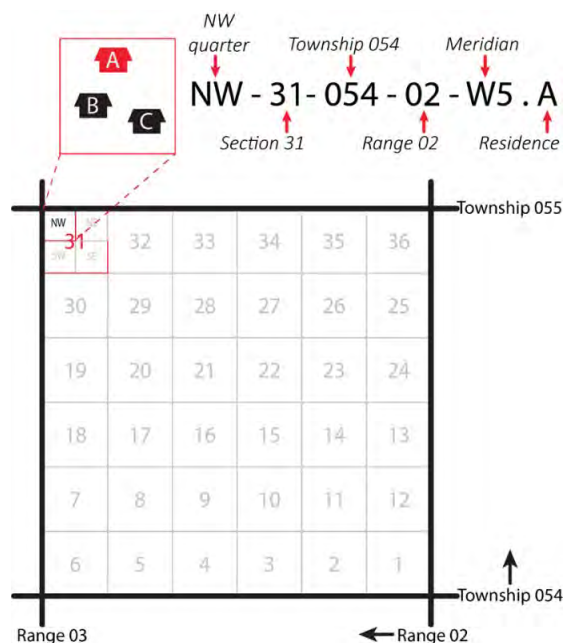 NW
quarter
Township 054
Meridian
NW - 31 - 054 - 02 - W5 . A
Section 31
Range 02
Residence
A
B
C
Township 055
NW NE
31
SW SE
32 33 34 35 36
30 29 28 27 26 25
19 20 21 22 23 24
18 17 16 15 14 13
7 8 9 10 11 12
6 5 4 3 2 1
Township 054
Range 03
Range 02